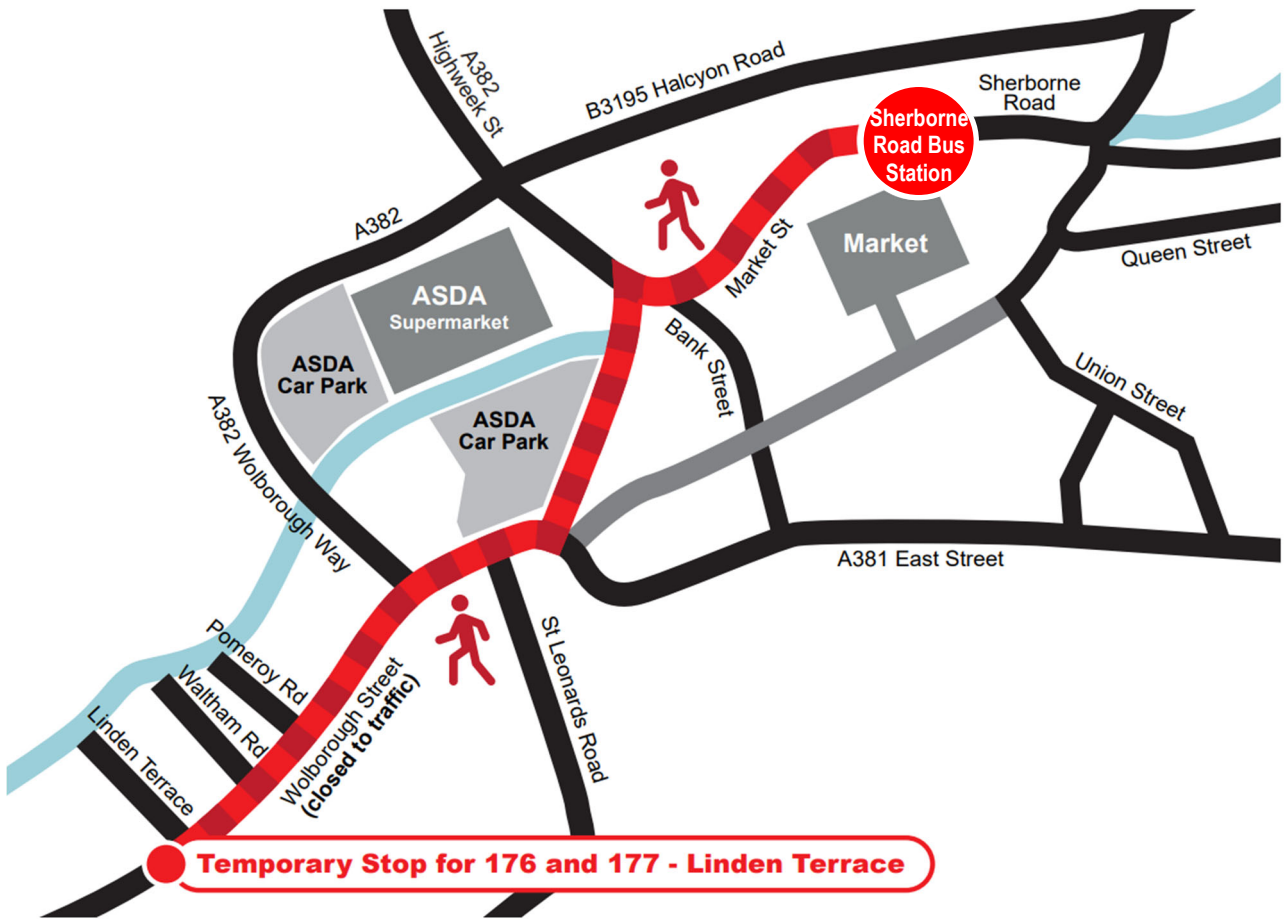 A382
Highweek St
B3195 Halcyon Road
Sherborne
Road
Sherborne
Road Bus
Station
A382
Market St
Market
Queen Street
ASDA
Supermarket
ASDA
Car Park
Bank Street
Union Street
ASDA
Car Park
A382 Wolborough Way
A381 East Street
Pomeroy Rd
Waltham Rd
Linden Terrace
Wolborough Street
(closed to traffic)
St Leonards Road
Temporary Stop for 176 and 177 - Linden Terrace